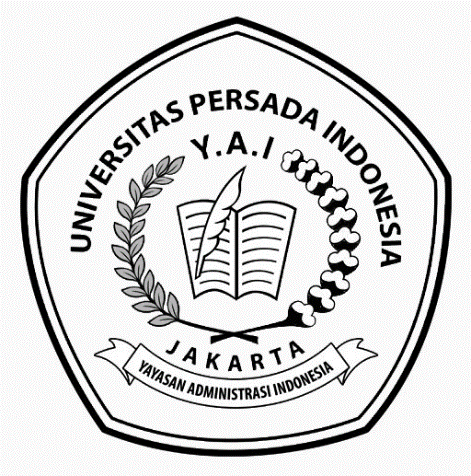 UNIVERSITAS PERSADA INDONESIA
Y.A.I
JAKARTA
YAYASAN ADMINISTRASI INDONESIA